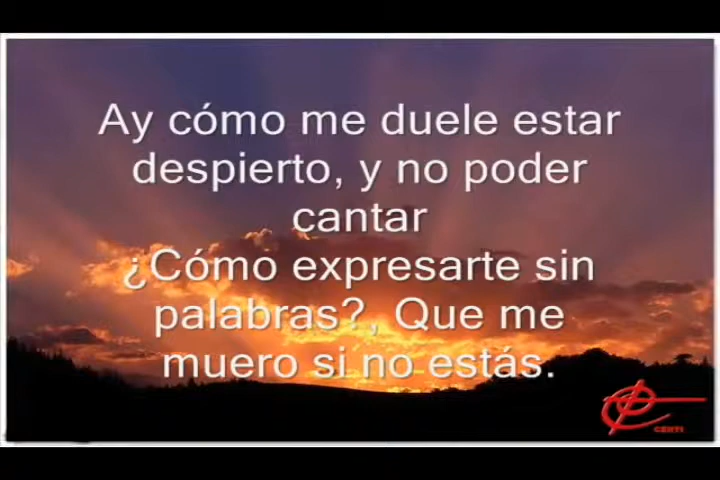 Ay cómo me duele estar
despierto, y no poder
cantar
¿Cómo expresarte sin
palabras?, Que me
muero si no estás.
CZRTI